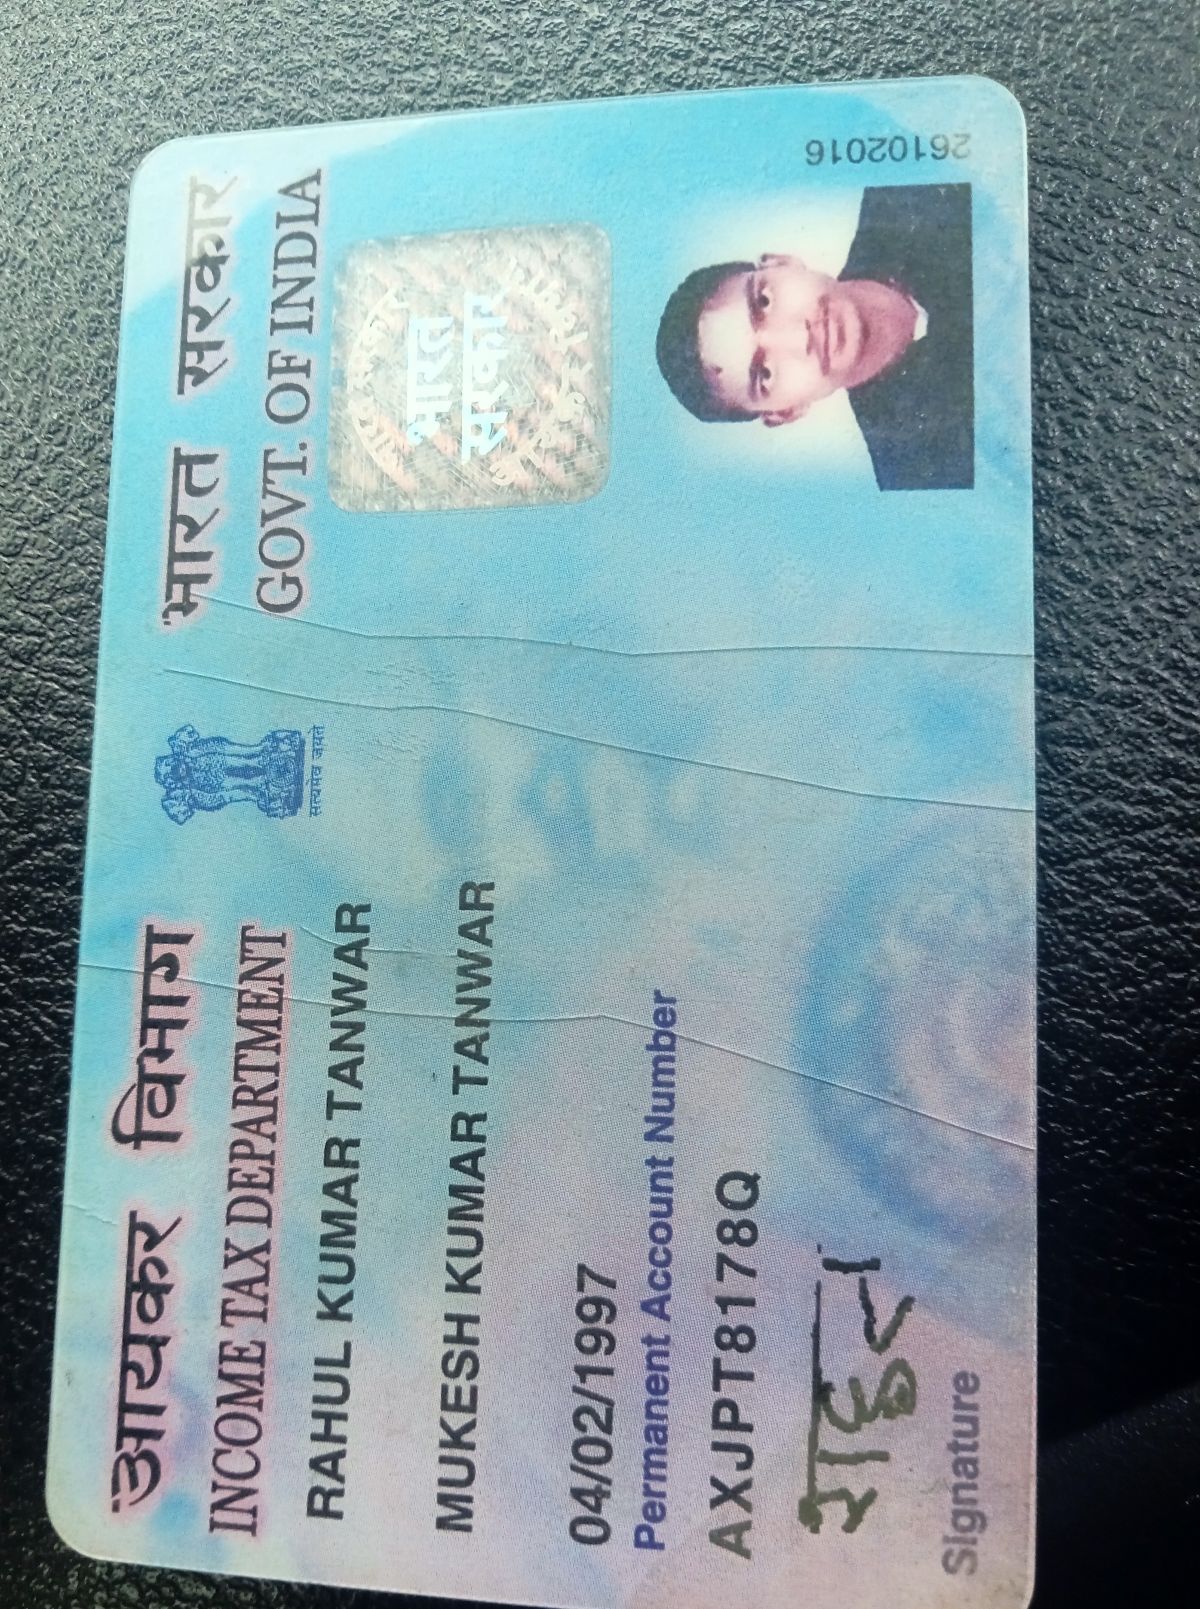 आयकर विभाग
INCOME TAX DEPARTMENT
सत्यमेव जयते
भारत सरकार
GOVT. OF INDIA
RAHUL KUMAR TANWAR
MUKESH KUMAR TANWAR
04/02/1997
Permanent Account Number
AXJPT8178Q
राहुल
Signature
भारत
सरकार
26102016